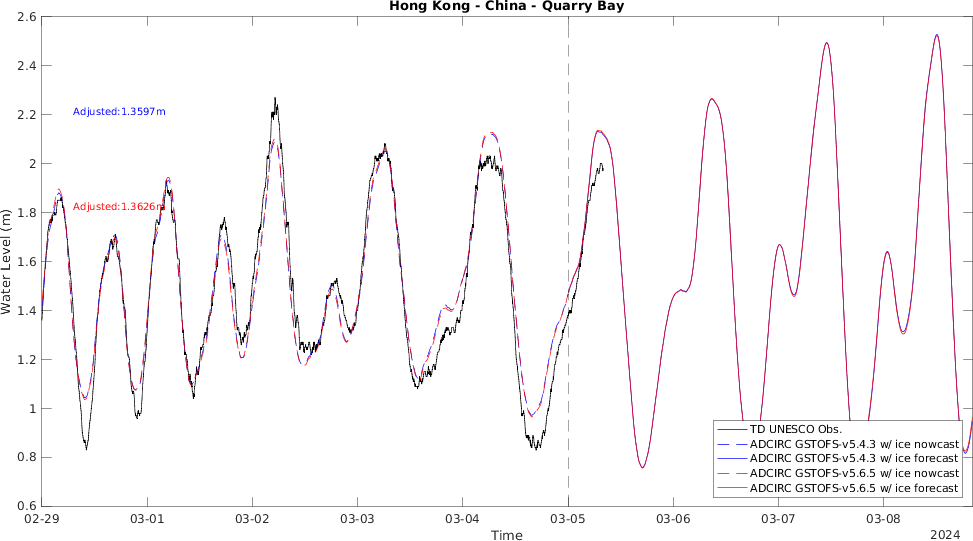 Hong Kong - China - Quarry Bay
2.6
2.4
2.2
2
1.8
1.6
1.4
1.2
1
0.8
0.6
Water Level (m)
Adjusted:1.3597m
Adjusted:1.3626m
TD UNESCO Obs.
ADCIRC GSTOFS-v5.4.3 w/ ice nowcast
ADCIRC GSTOFS-v5.4.3 w/ ice forecast
ADCIRC GSTOFS-v5.6.5 w/ ice nowcast
ADCIRC GSTOFS-v5.6.5 w/ ice forecast
02-29 03-01 03-02 03-03 03-04 03-05 03-06 03-07 03-08
Time
2024